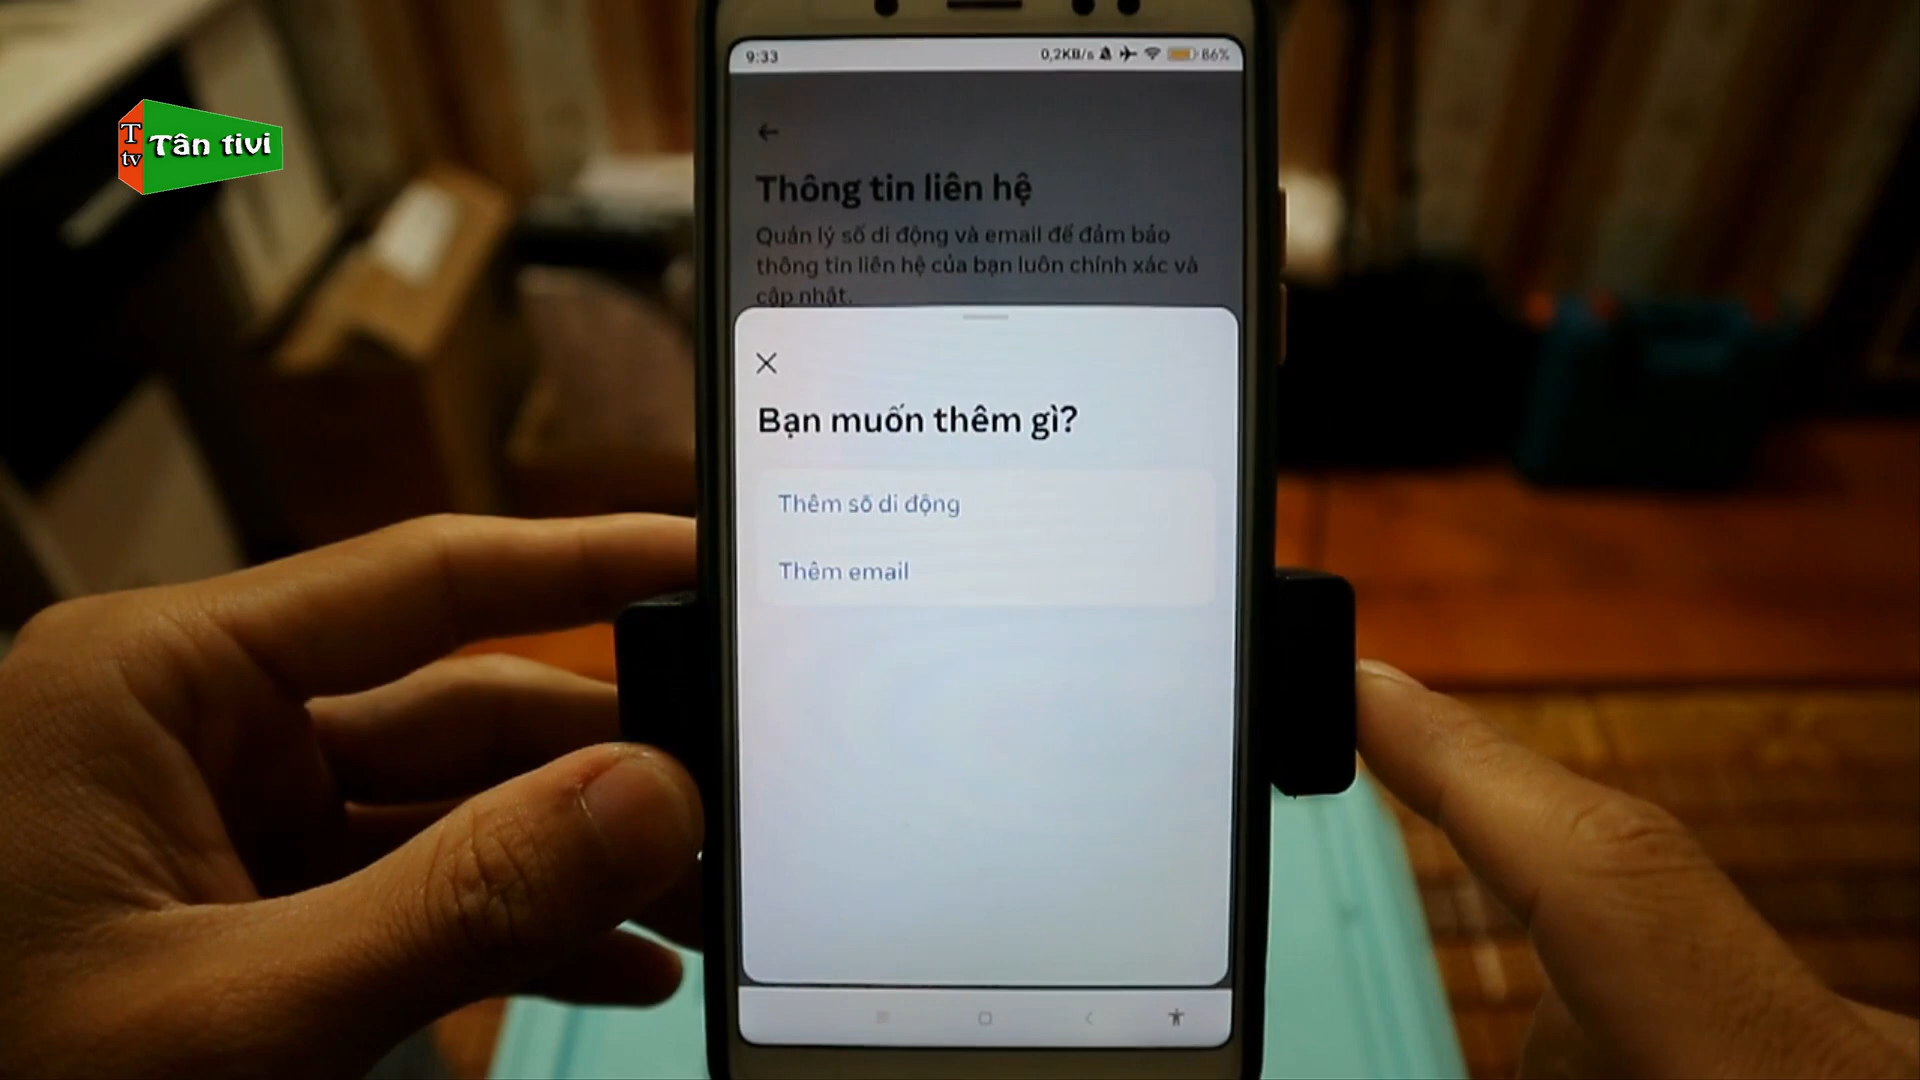 T
tv
Tân tivi
9:33
0,2KB/s 86%
Thông tin liên hệ
Quản lý số di động và email để đảm bảo
thông tin liên hệ của bạn luôn chính xác và
cập nhật.
Bạn muốn thêm gì?
Thêm số di động
Thêm email